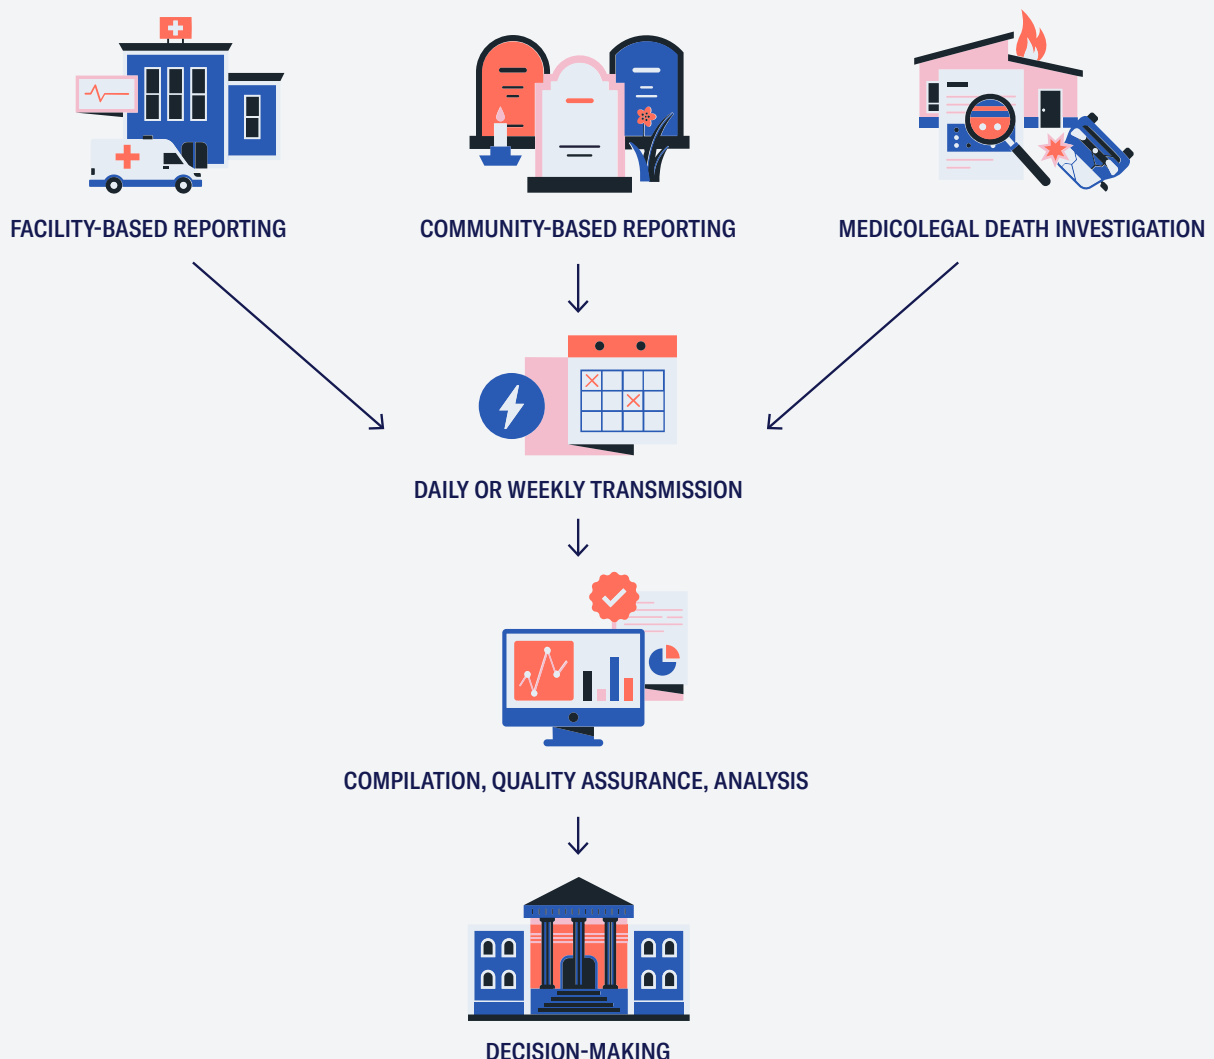 FACILITY-BASED REPORTING
COMMUNITY-BASED REPORTING
MEDICOLEGAL DEATH INVESTIGATION
DAILY OR WEEKLY TRANSMISSION
COMPILATION, QUALITY ASSURANCE, ANALYSIS
DECISION-MAKING